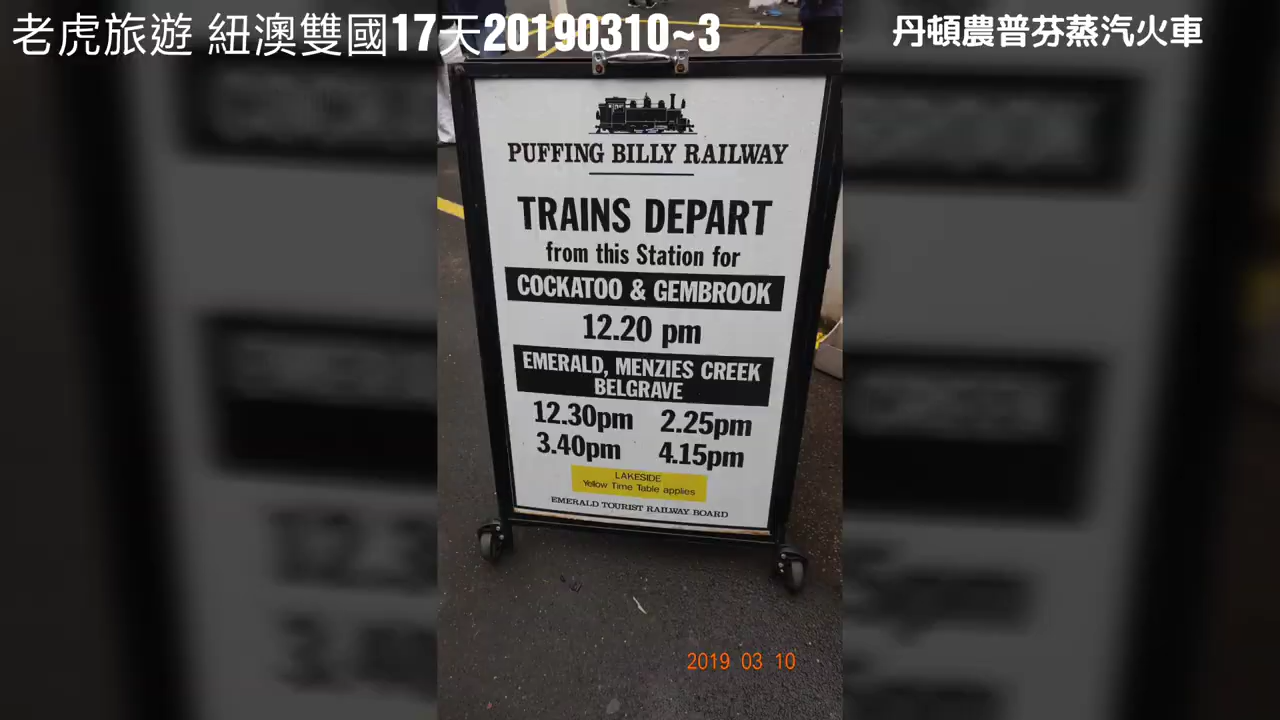 老虎旅遊 紐澳雙國17天20190310~3
丹頓農普芬蒸汽火車
PUFFING BILLY RAILWAY
TRAINS DEPART
from this Station for
COCKATOO & GEMBROOK
12.20 pm
EMERALD, MENZIES CREEK
BELGRAVE
12.30pm 2.25pm
3.40pm 4.15pm
LAKESIDE
Yellow Time Table applies
EMERALD TOURIST RAILWAY BOARD
2019 03 10